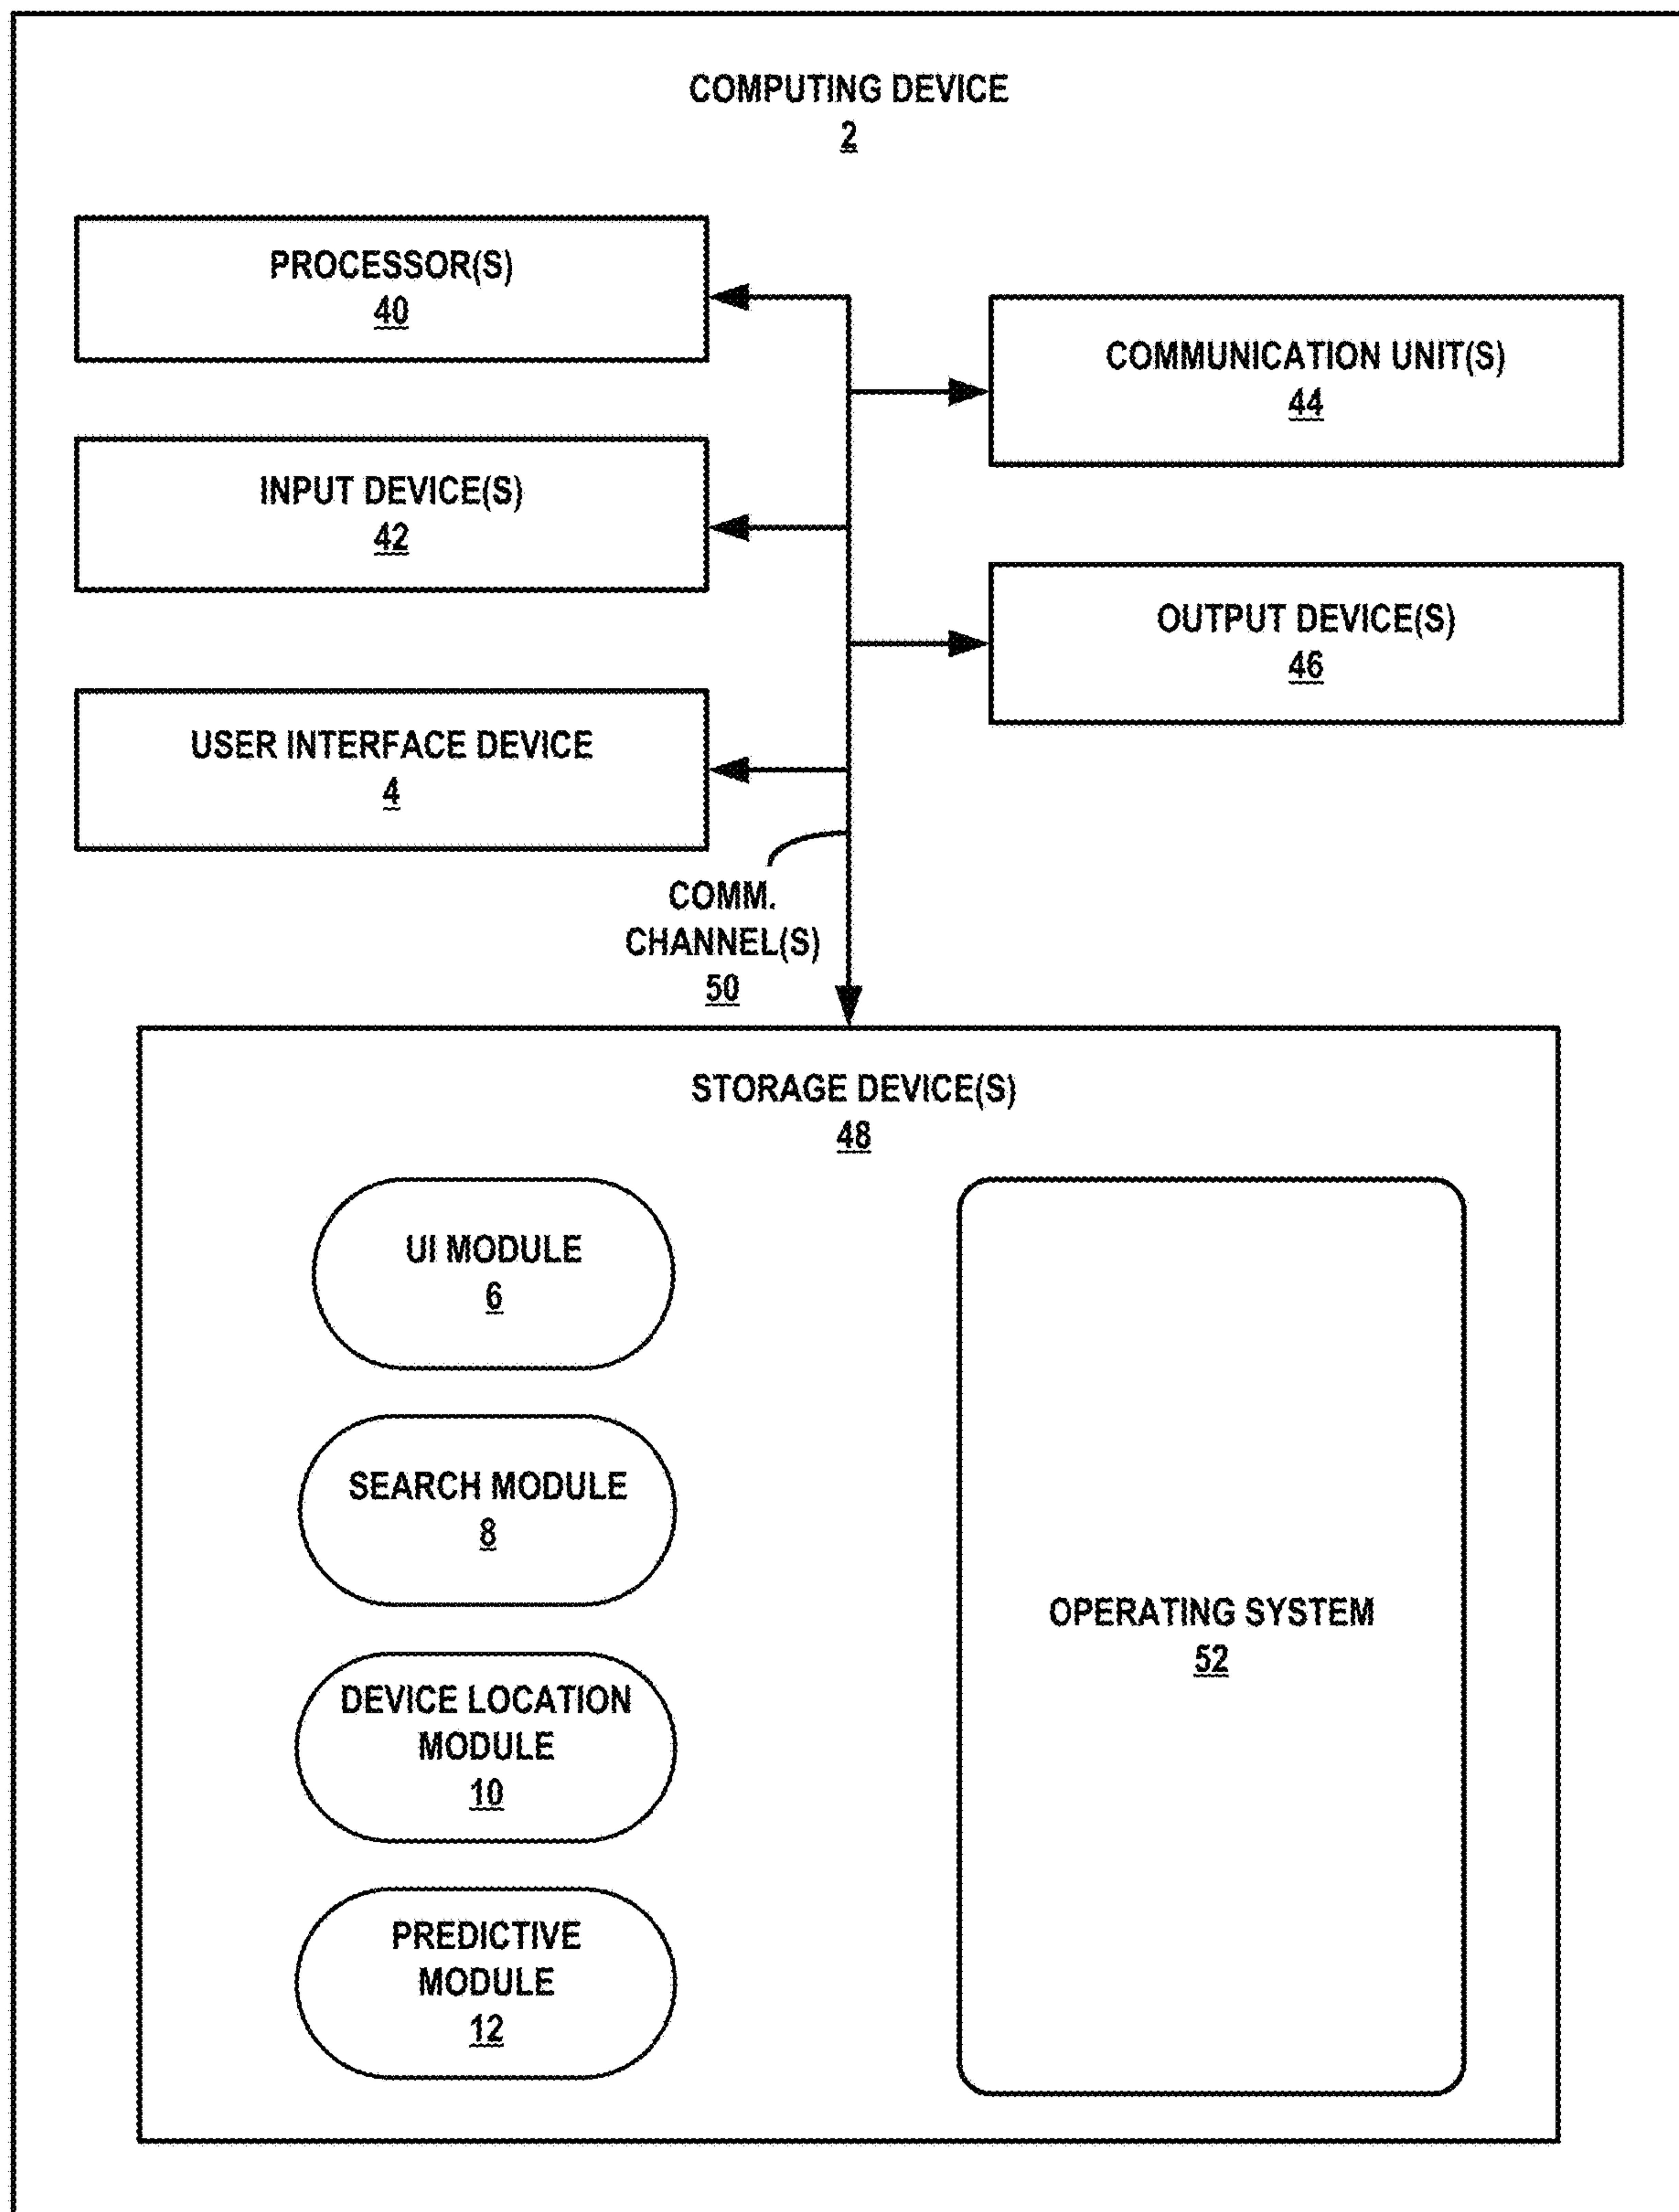 COMPUTING DEVICE
2
PROCESSOR(S)
40
COMMUNICATION UNIT(S)
44
INPUT DEVICE(S)
42
OUTPUT DEVICE(S)
46
USER INTERFACE DEVICE
4
COMM.
CHANNEL(S)
50
STORAGE DEVICE(S)
48
UI MODULE
6
SEARCH MODULE
8
DEVICE LOCATION
MODULE
10
PREDICTIVE
MODULE
12
OPERATING SYSTEM
52